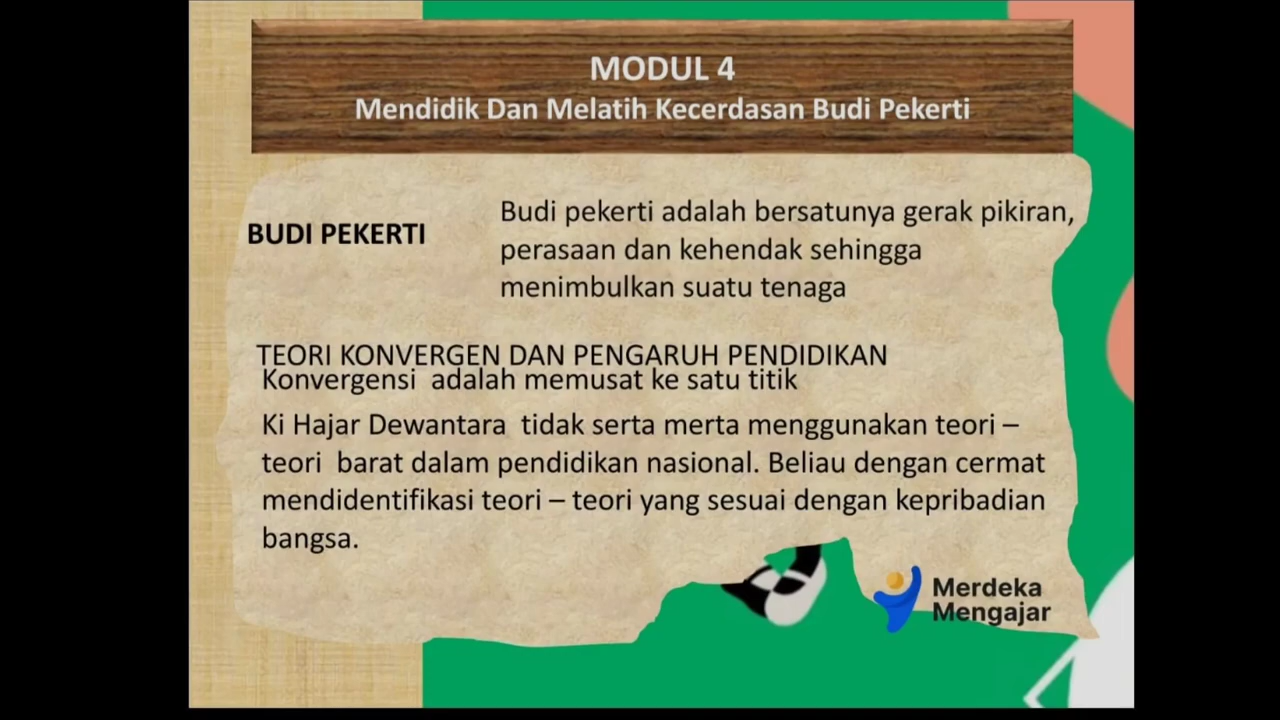 MODUL 4
Mendidik Dan Melatih Kecerdasan Budi Pekerti
BUDI PEKERTI
Budi pekerti adalah bersatunya gerak pikiran,
perasaan dan kehendak sehingga
menimbulkan suatu tenaga
TEORI KONVERGEN DAN PENGARUH PENDIDIKAN
Konvergensi adalah memusat ke satu titik
Ki Hajar Dewantara tidak serta merta menggunakan teori –
teori barat dalam pendidikan nasional. Beliau dengan cermat
mendidentifikasi teori – teori yang sesuai dengan kepribadian
bangsa.
Merdeka
Mengajar